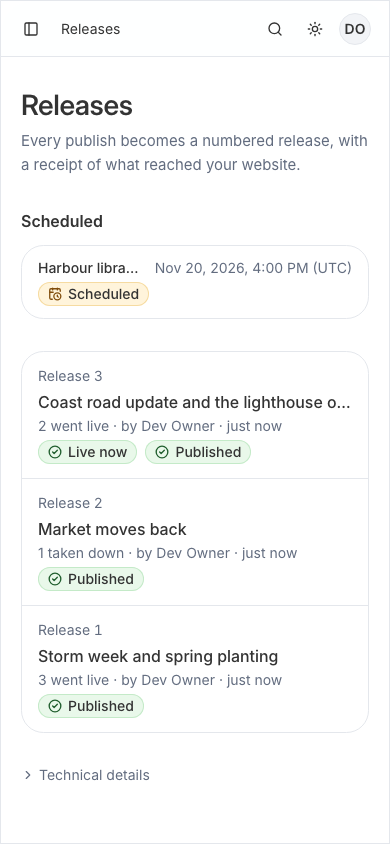 Releases
DO
Releases
Every publish becomes a numbered release, with
a receipt of what reached your website.
Scheduled
Harbour libra... Nov 20, 2026, 4:00 PM (UTC)
Scheduled
Release 3
Coast road update and the lighthouse o...
2 went live · by Dev Owner · just now
Live now Published
Release 2
Market moves back
1 taken down · by Dev Owner · just now
Published
Release 1
Storm week and spring planting
3 went live · by Dev Owner · just now
Published
Technical details